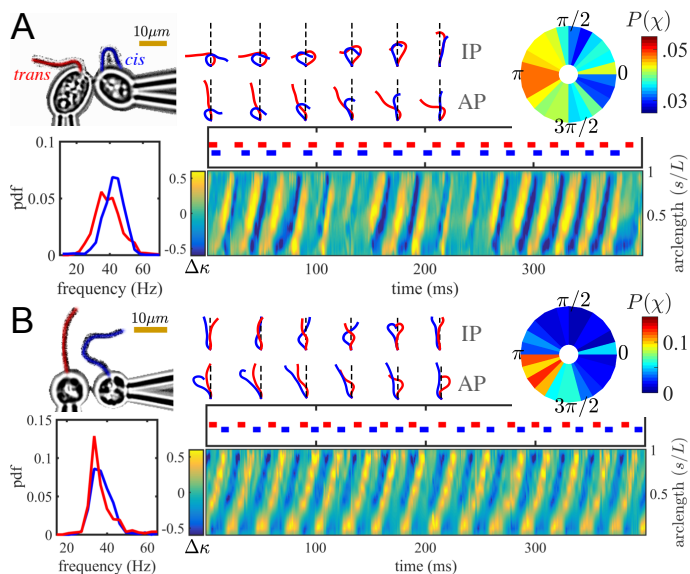 A
10μm
trans
cis
IP
AP
π/2
π
0
3π/2
P(χ)
.05
.03
0.1
0.05
0
pdf
20 40 60
frequency (Hz)
0.5
0
-0.5
Δκ
100 200 300
time (ms)
1
0.5
arclength (s/L)
B
10μm
IP
AP
π/2
π
0
3π/2
P(χ)
0.1
0
0.15
0.1
0.05
0
pdf
20 40 60
frequency (Hz)
0.5
0
-0.5
Δκ
100 200 300
time (ms)
1
0.5
arclength (s/L)